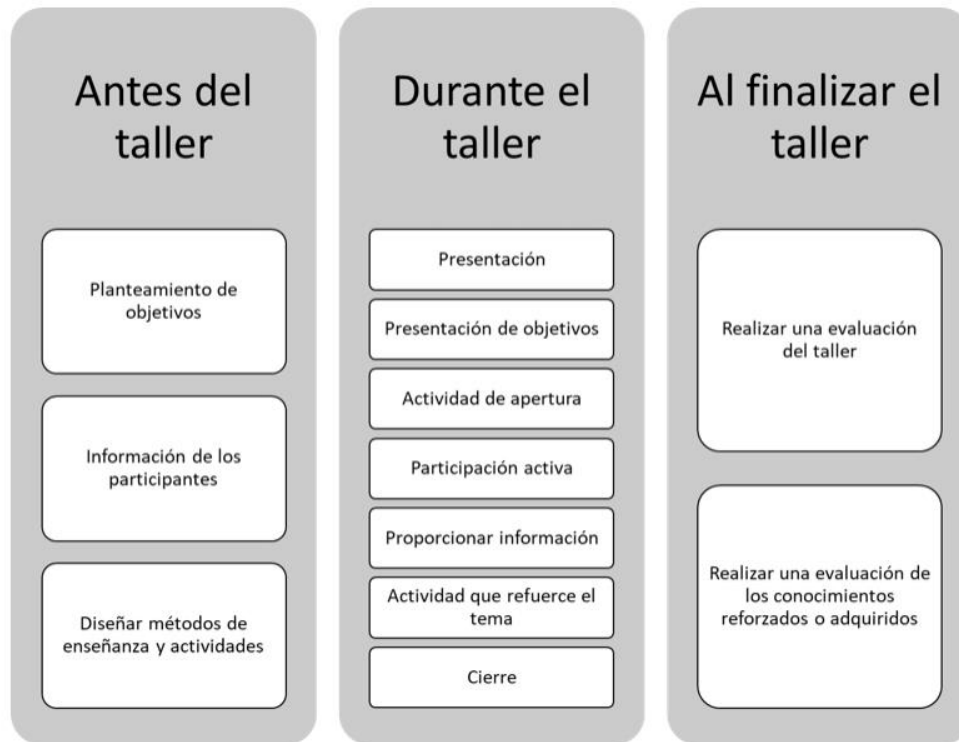 Antes del
taller
Planteamiento de
objetivos
Información de los
participantes
Diseñar métodos de
enseñanza y actividades
Durante el
taller
Presentación
Presentación de objetivos
Actividad de apertura
Participación activa
Proporcionar información
Actividad que refuerce el
tema
Cierre
Al finalizar el
taller
Realizar una evaluación
del taller
Realizar una evaluación de
los conocimientos
reforzados o adquiridos